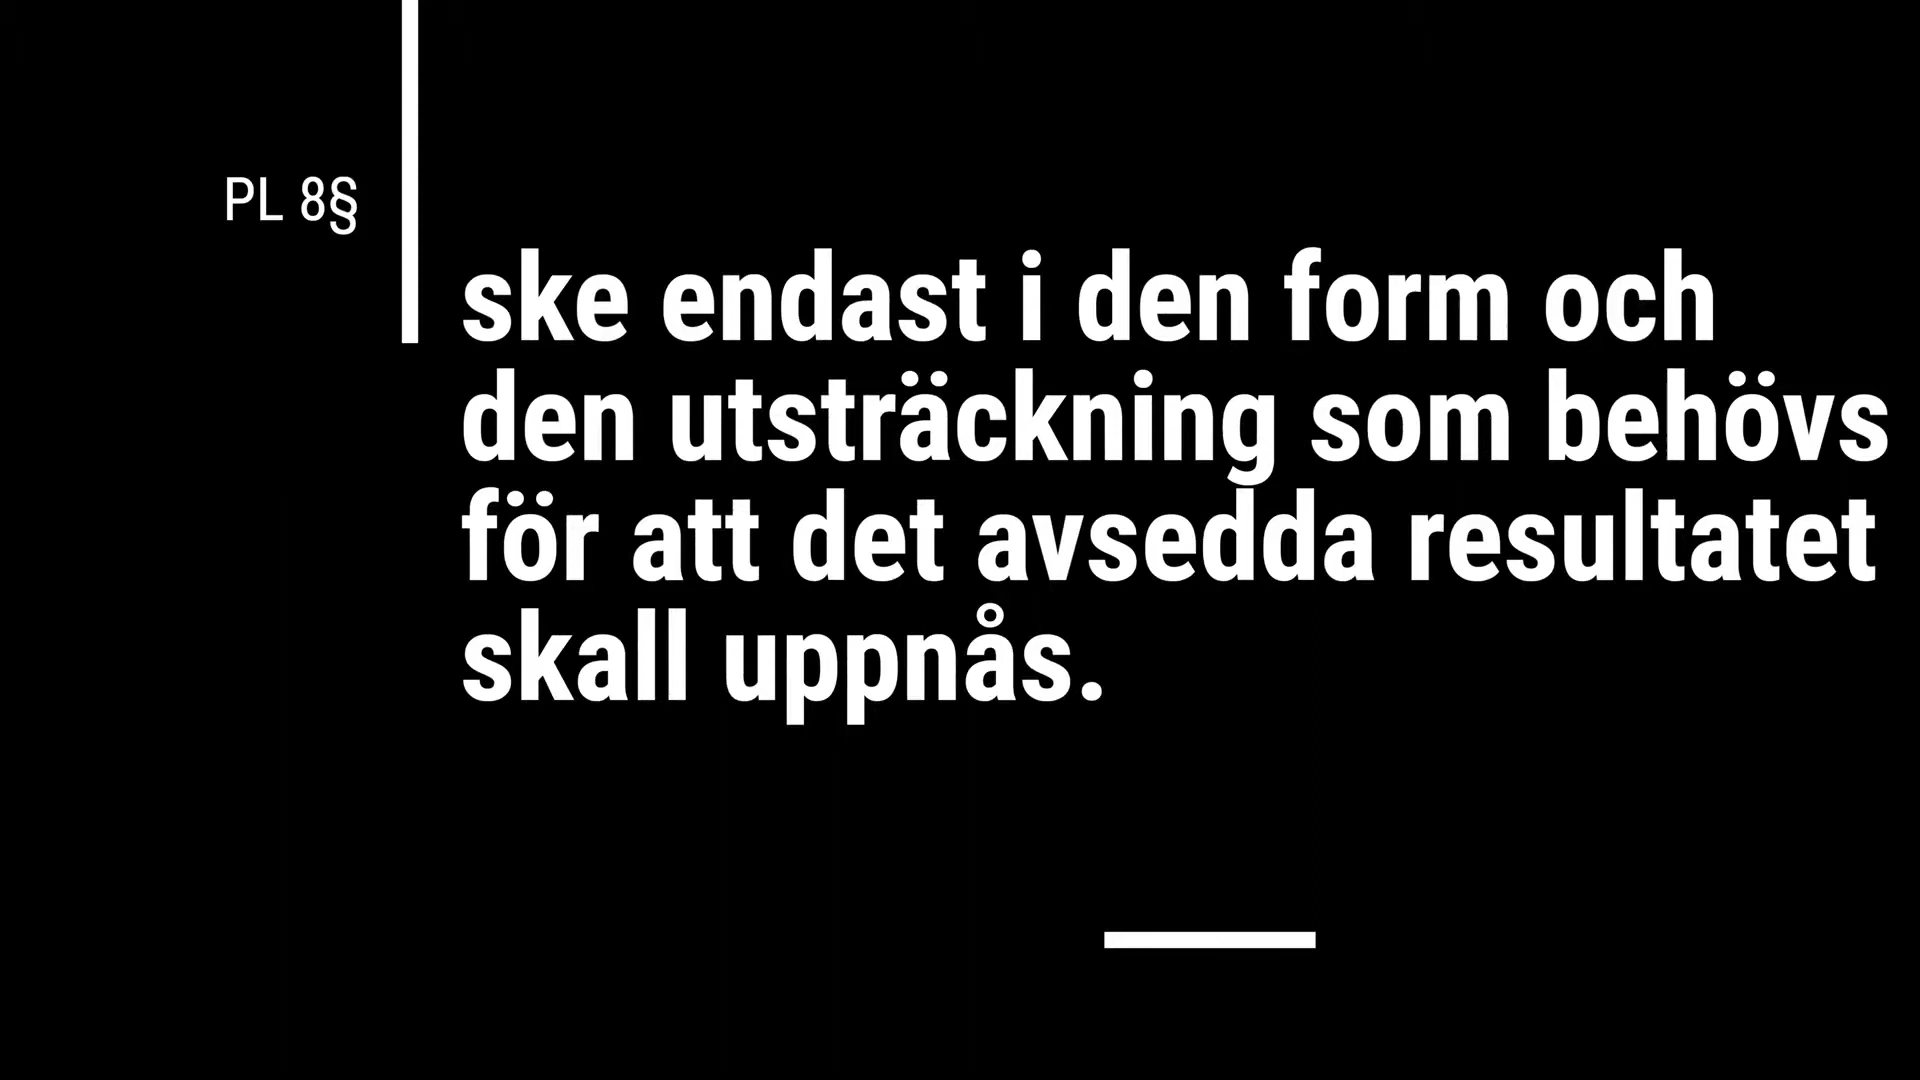 PL 8§
ske endast i den form och
den utsträckning som behövs
för att det avsedda resultatet
skall uppnås.